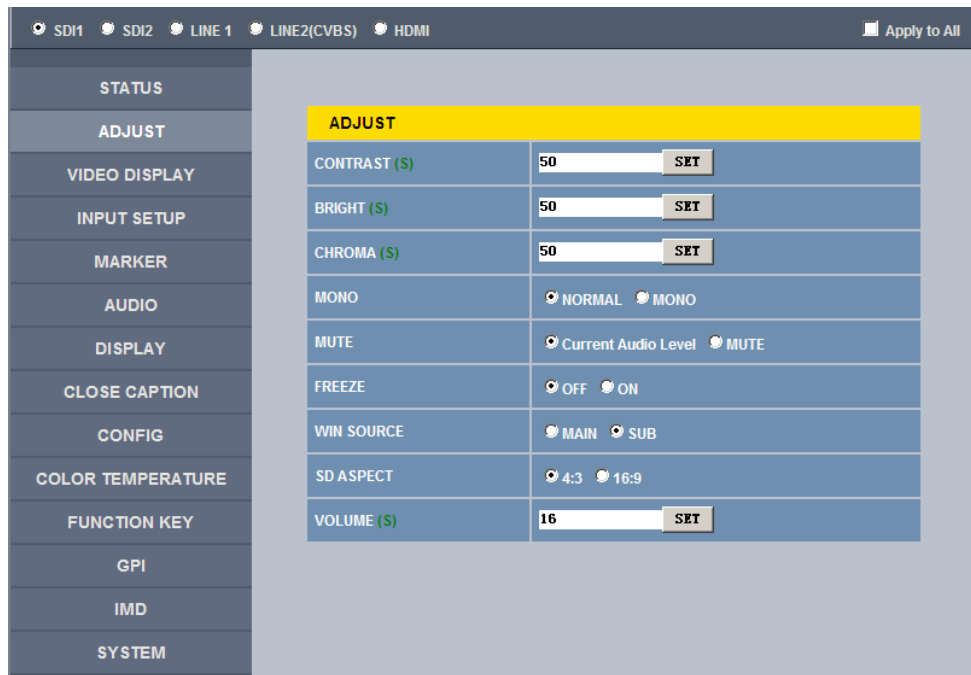 SDI1 SDI2 LINE 1 LINE2(CVBS) HDMI Apply to All
STATUS
ADJUST
VIDEO DISPLAY
INPUT SETUP
MARKER
AUDIO
DISPLAY
CLOSE CAPTION
CONFIG
COLOR TEMPERATURE
FUNCTION KEY
GPI
IMD
SYSTEM
ADJUST
CONTRAST (S) 50 SET
BRIGHT (S) 50 SET
CHROMA (S) 50 SET
MONO NORMAL MONO
MUTE Current Audio Level MUTE
FREEZE OFF ON
WIN SOURCE MAIN SUB
SD ASPECT 4:3 16:9
VOLUME (S) 16 SET